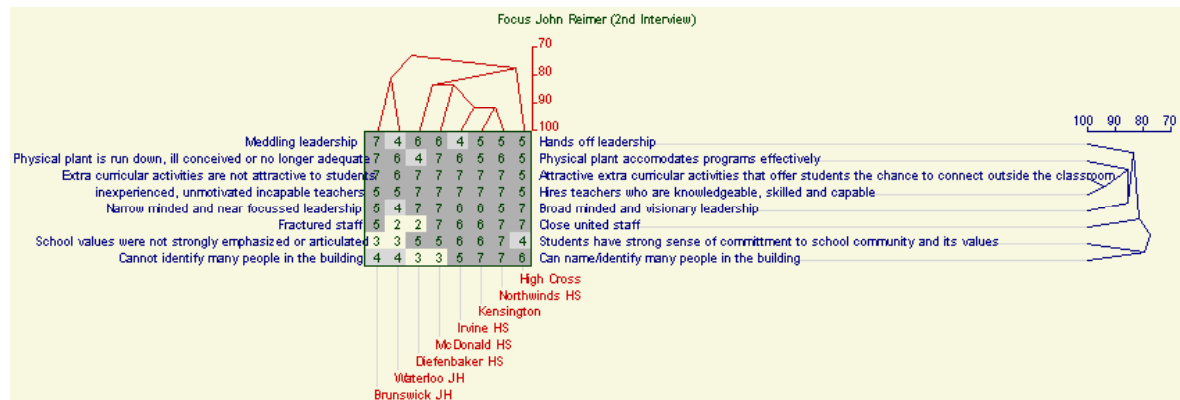 Focus John Reimer (2nd Interview)
70
80
90
100
100 90 80 70
Meddling leadership 7 4 6 6 4 5 5 5 Hands off leadership
Physical plant is run down, ill conceived or no longer adequate 7 6 4 7 6 5 6 5 Physical plant accomodates programs effectively
Extra curricular activities are not attractive to students 7 6 7 7 7 7 7 5 Attractive extra curricular activities that offer students the chance to connect outside the classroom
inexperienced, unmotivated incapable teachers 5 5 7 7 7 7 7 5 Hires teachers who are knowledgeable, skilled and capable
Narrow minded and near focussed leadership 5 4 7 7 6 6 5 7 Broad minded and visionary leadership
Fractured staff 5 2 2 7 6 6 7 7 Close united staff
School values were not strongly emphasized or articulated 3 3 5 5 6 6 7 4 Students have strong sense of committment to school community and its values
Cannot identify many people in the building 4 4 3 3 5 7 7 6 Can name/identify many people in the building
High Cross
Northwinds HS
Kensington
Irvine HS
McDonald HS
Diefenbaker HS
Waterloo JH
Brunswick JH